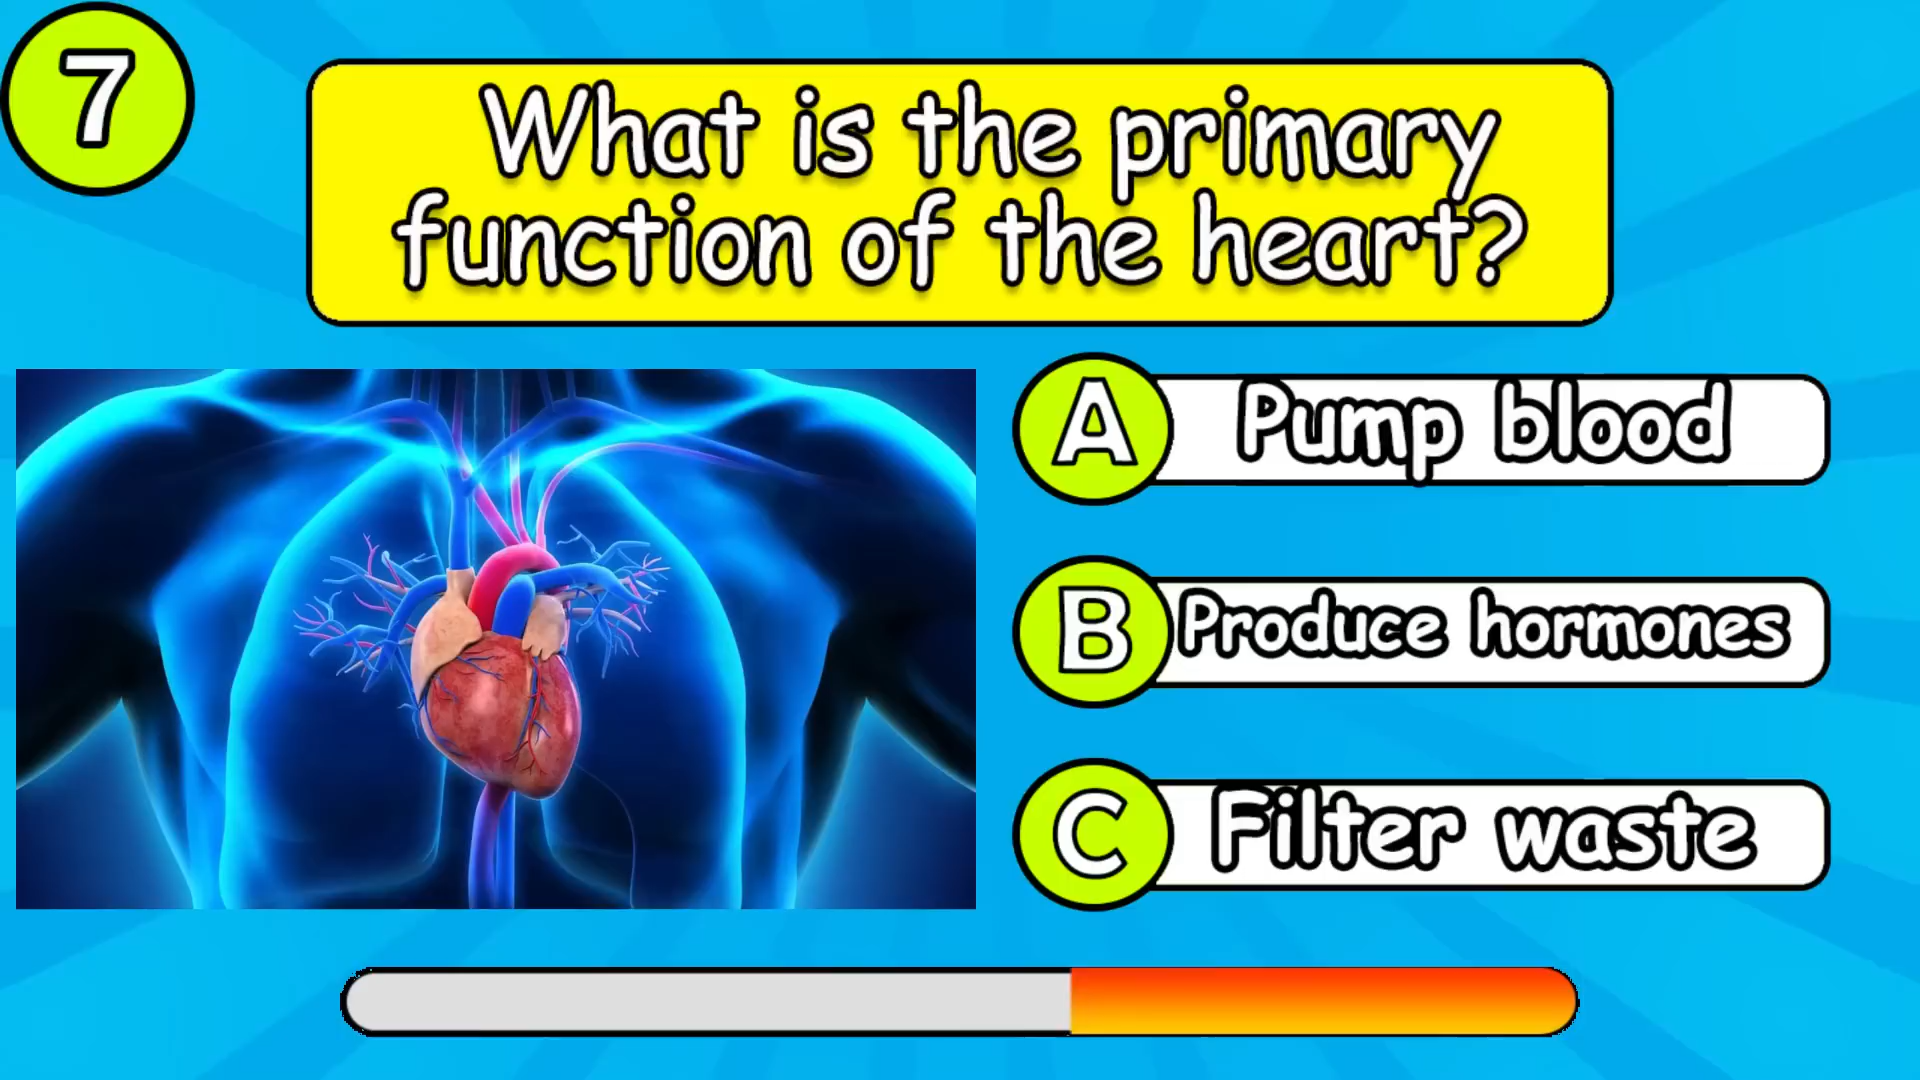 7
What is the primary
function of the heart?
A Pump blood
B Produce hormones
C Filter waste